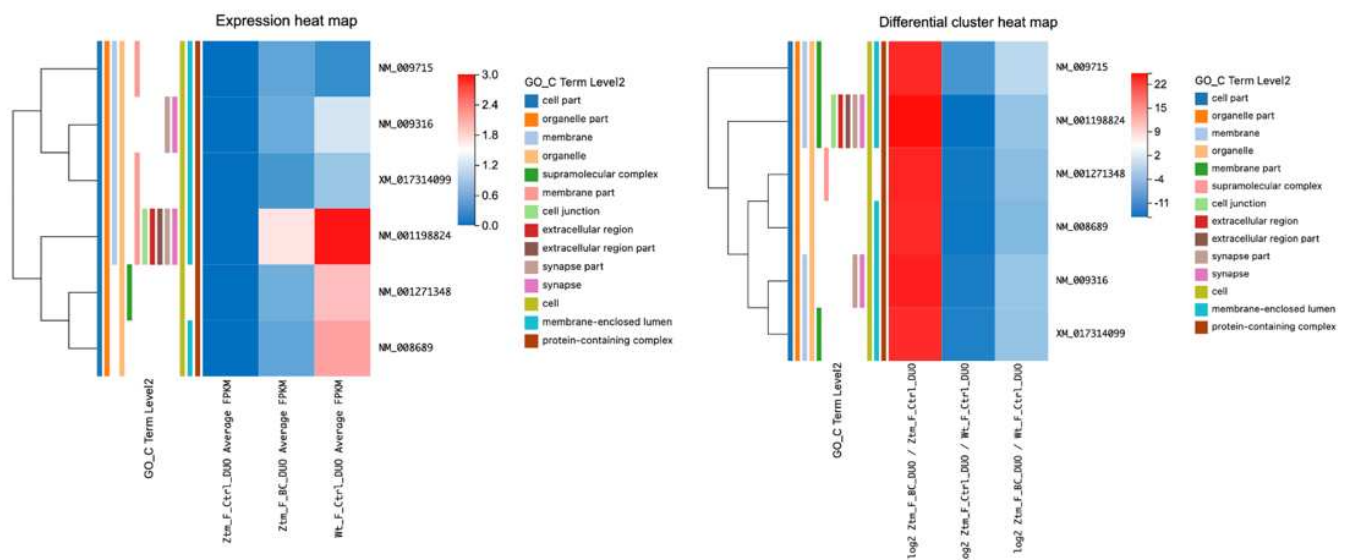 Expression heat map
NM_009715
NM_009316
XM_017314099
NM_001198824
NM_001271348
NM_008689
3.0
2.4
1.8
1.2
0.6
0.0
GO_C Term Level2
cell part
organelle part
membrane
organelle
supramolecular complex
membrane part
cell junction
extracellular region
extracellular region part
synapse part
synapse
cell
membrane-enclosed lumen
protein-containing complex
GO_C Term Level2
Ztm_F_Ctrl_DUO Average FPKM
Ztm_F_BC_DUO Average FPKM
Wt_F_Ctrl_DUO Average FPKM
Differential cluster heat map
NM_009715
NM_001198824
NM_001271348
NM_008689
NM_009316
XM_017314099
22
15
9
2
-4
-11
GO_C Term Level2
cell part
organelle part
membrane
organelle
membrane part
supramolecular complex
cell junction
extracellular region
extracellular region part
synapse part
synapse
cell
membrane-enclosed lumen
protein-containing complex
GO_C Term Level2
log2 Ztm_F_BC_DUO / Ztm_F_Ctrl_DUO
log2 Ztm_F_Ctrl_DUO / Wt_F_Ctrl_DUO
log2 Ztm_F_BC_DUO / Wt_F_Ctrl_DUO